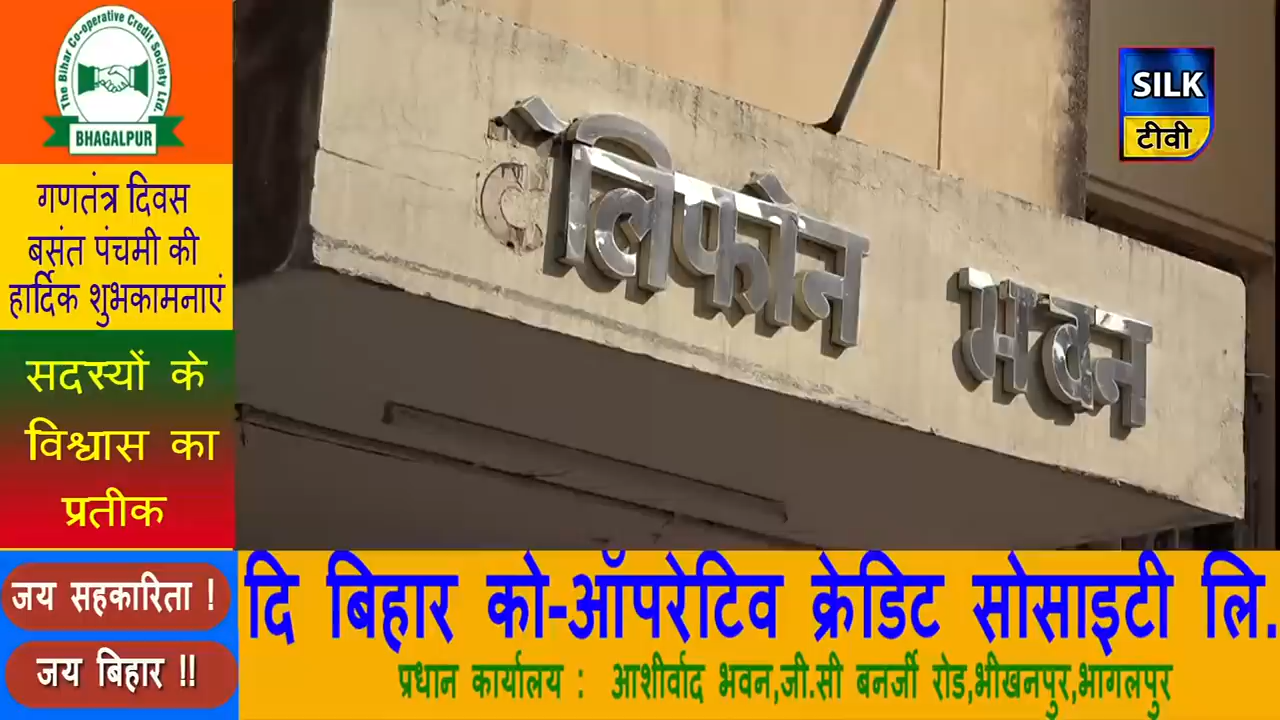 The Bihar Co-operative Credit Society Ltd.
BHAGALPUR
गणतंत्र दिवस
बसंत पंचमी की
हार्दिक शुभकामनाएं
सदस्यों के
विश्वास का
प्रतीक
जय सहकारिता !
जय बिहार !!
SILK
टीवी
ेलिफोन भवन
दि बिहार को-ऑपरेटिव क्रेडिट सोसाइटी लि.
प्रधान कार्यालय : आशीर्वाद भवन,जी.सी बनर्जी रोड,भीखनपुर,भागलपुर